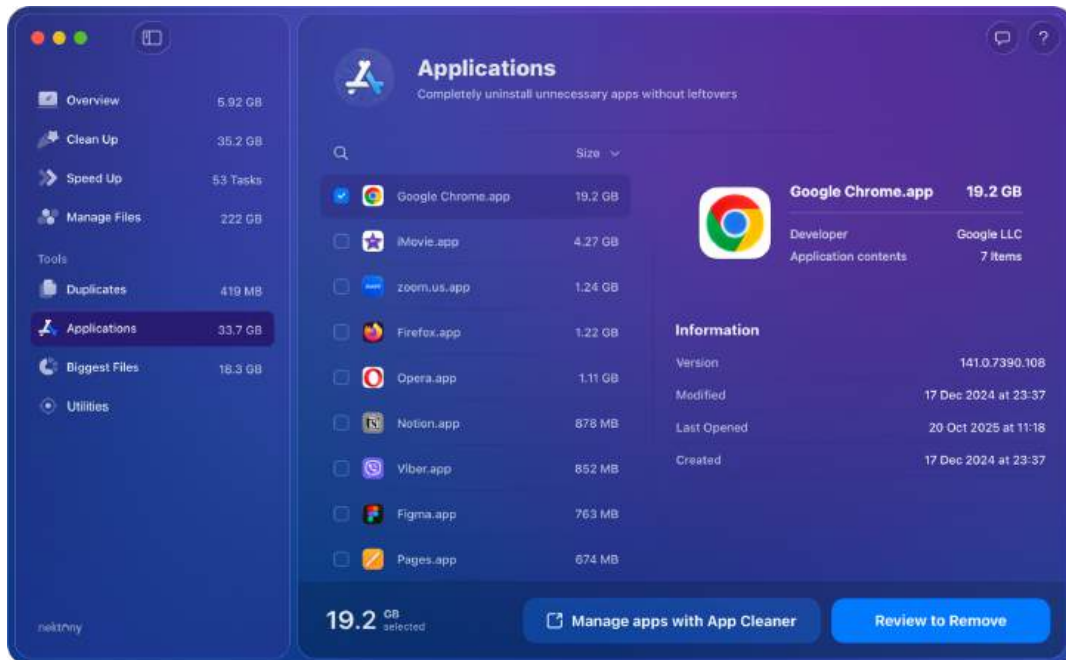 Overview 5.92 GB
Clean Up 35.2 GB
Speed Up 53 Tasks
Manage Files 222 GB
Tools
Duplicates 419 MB
Applications 33.7 GB
Biggest Files 18.3 GB
Utilities
nektony
Applications
Completely uninstall unnecessary apps without leftovers
?
Size
Google Chrome.app 19.2 GB
iMovie.app 4.27 GB
zoom.us.app 1.24 GB
Firefox.app 1.22 GB
Opera.app 1.11 GB
Notion.app 878 MB
Viber.app 852 MB
Figma.app 763 MB
Pages.app 674 MB
Google Chrome.app 19.2 GB
Developer Google LLC
Application contents 7 Items
Information
Version 141.0.7390.108
Modified 17 Dec 2024 at 23:37
Last Opened 20 Oct 2025 at 11:18
Created 17 Dec 2024 at 23:37
19.2 GB selected
Manage apps with App Cleaner
Review to Remove